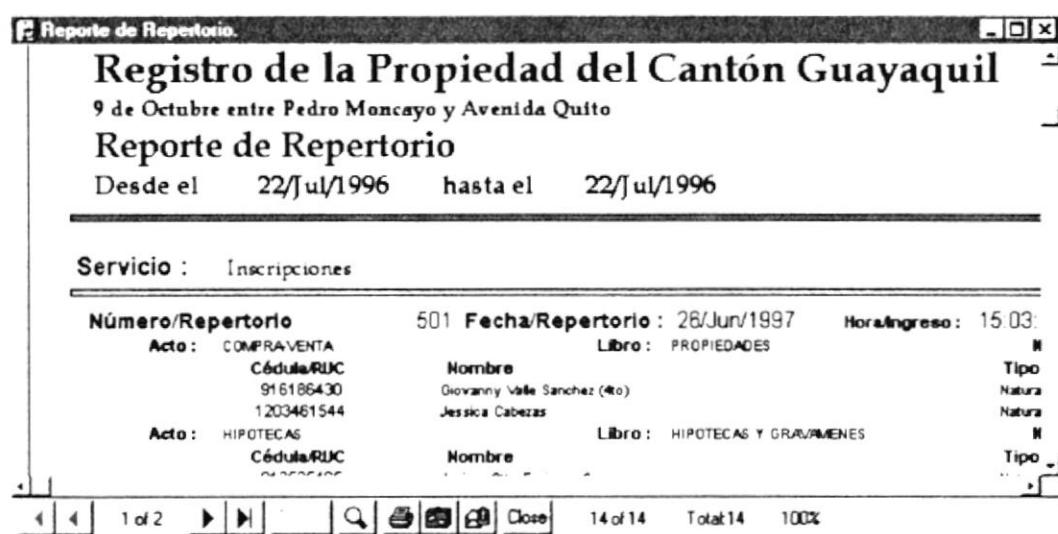 Reporte de Repertorio.
Registro de la Propiedad del Cantón Guayaquil
9 de Octubre entre Pedro Moncayo y Avenida Quito
Reporte de Repertorio
Desde el 22/Jul/1996 hasta el 22/Jul/1996
Servicio : Inscripciones
Número/Repertorio 501 Fecha/Repertorio : 26/Jun/1997 Hora/Ingreso : 15:03:
Acto : COMPRAVENTA Libro : PROPIEDADES
Cédula/RUC Nombre Tipo
916186430 Giovanny Valle Sanchez (4to) Natura
1203461544 Jessica Cabezas Natura
Acto : HIPOTECAS Libro : HIPOTECAS Y GRAVAMENES
Cédula/RUC Nombre Tipo
1 of 2 Close 14 of 14 Total:14 100%